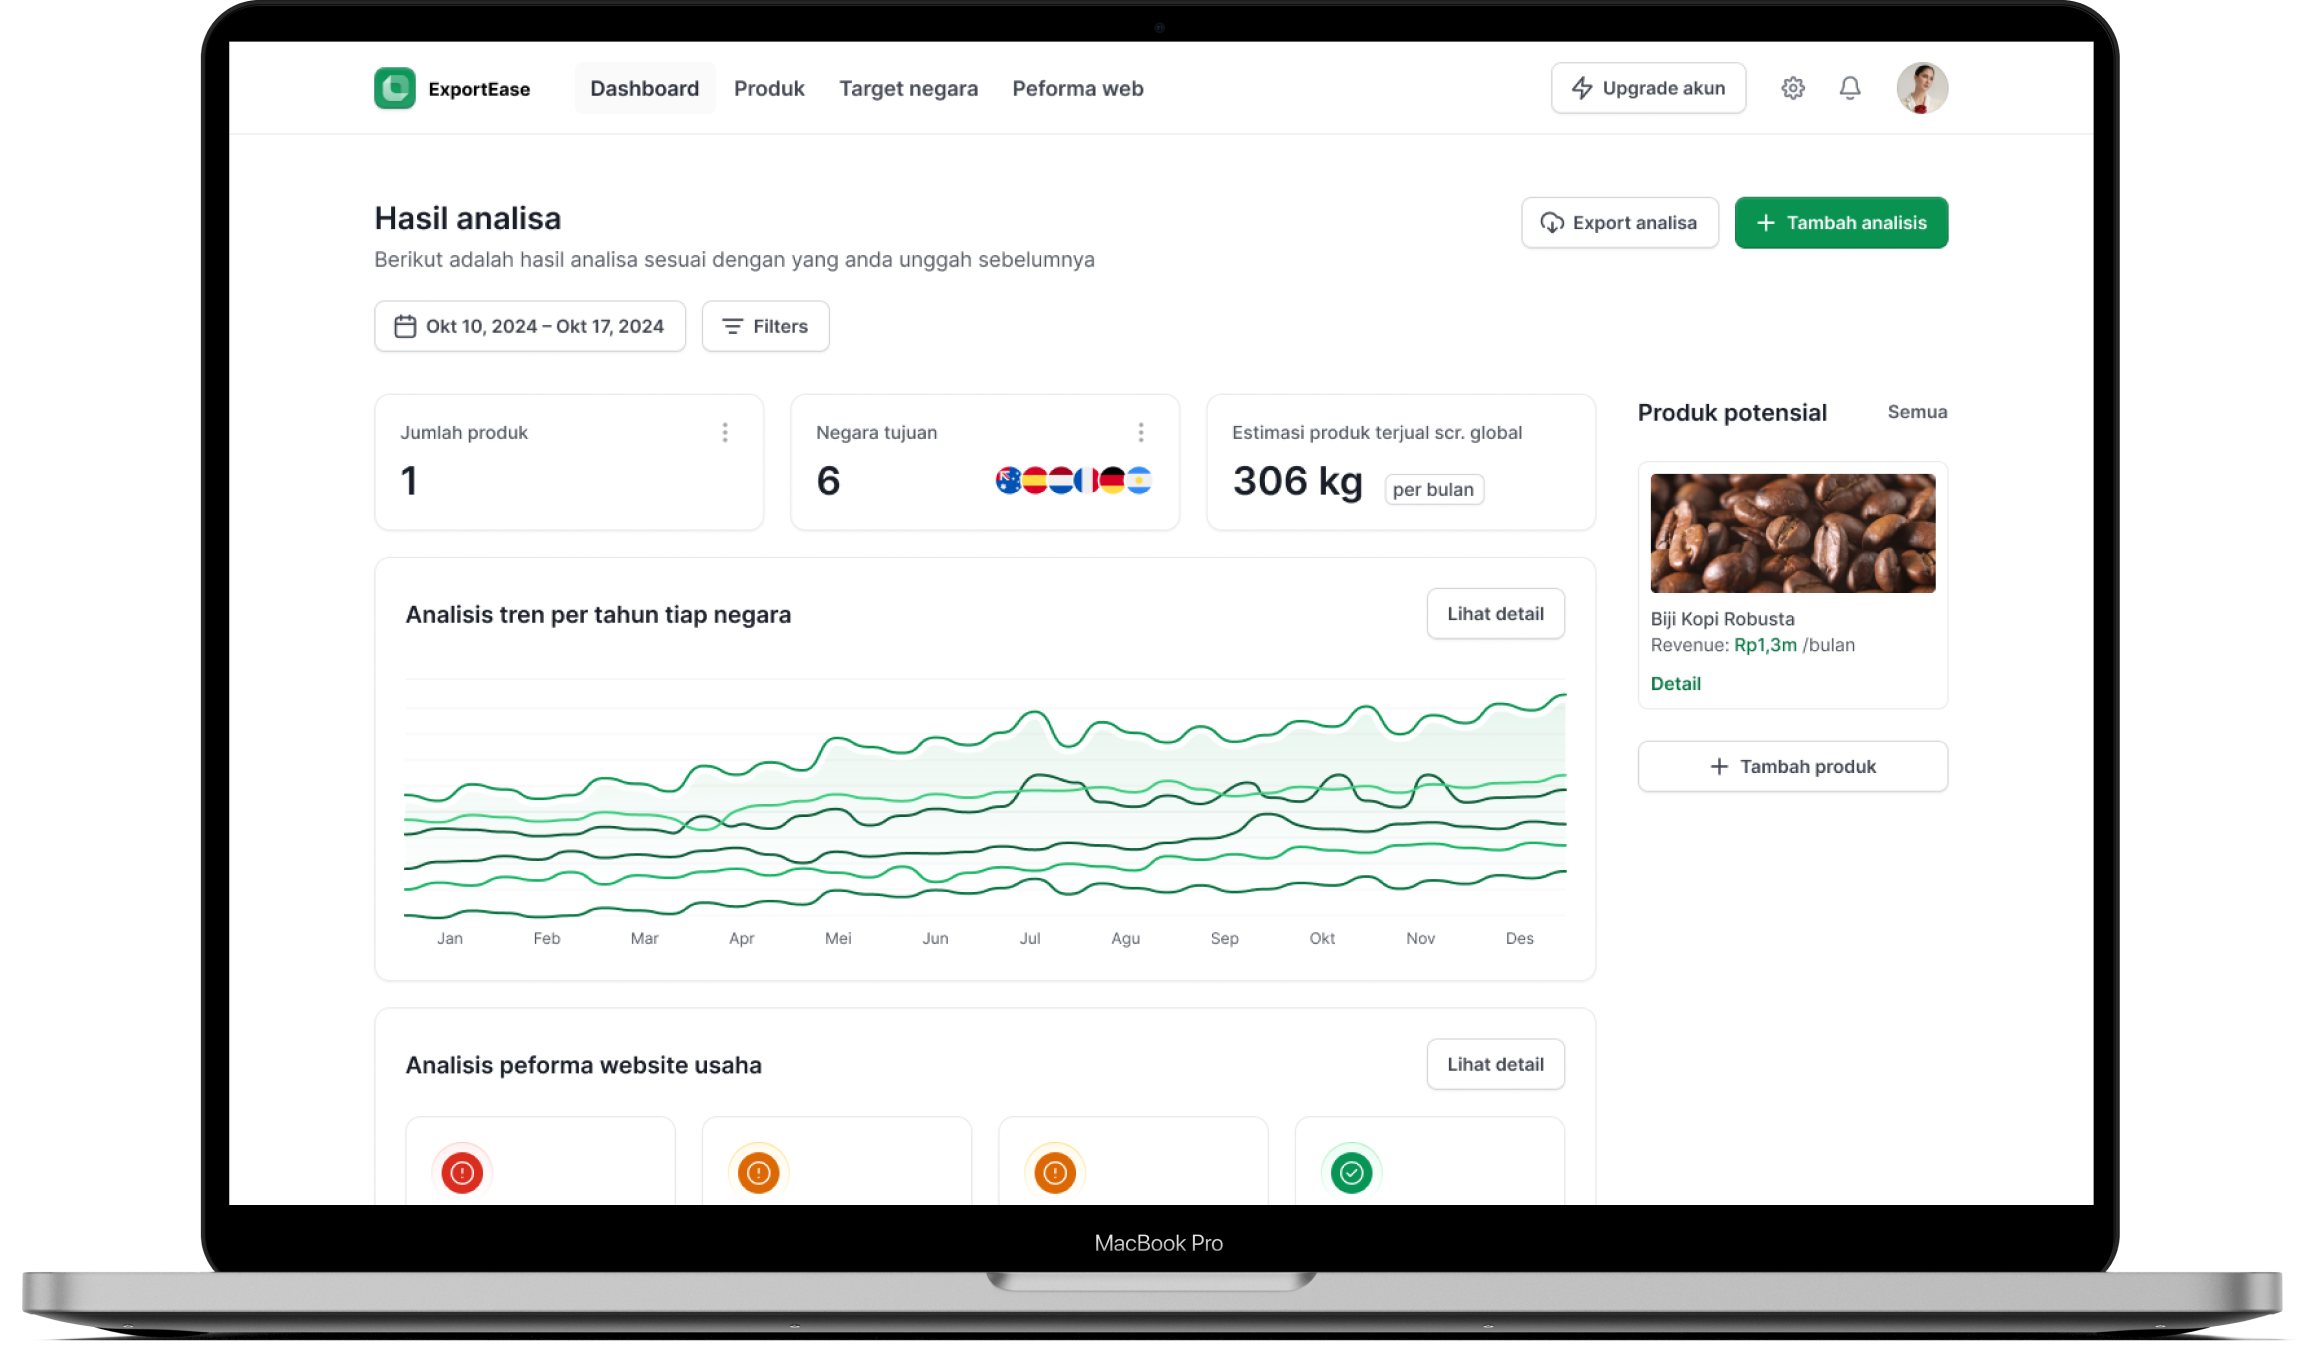 ExportEase
Dashboard
Produk
Target negara
Peforma web
Upgrade akun
Hasil analisa
Berikut adalah hasil analisa sesuai dengan yang anda unggah sebelumnya
Export analisa
Tambah analisis
Okt 10, 2024 – Okt 17, 2024
Filters
Jumlah produk
1
Negara tujuan
6
Estimasi produk terjual scr. global
306 kg
per bulan
Produk potensial
Semua
Biji Kopi Robusta
Revenue: Rp1,3m /bulan
Detail
Tambah produk
Analisis tren per tahun tiap negara
Lihat detail
Jan
Feb
Mar
Apr
Mei
Jun
Jul
Agu
Sep
Okt
Nov
Des
Analisis peforma website usaha
Lihat detail
MacBook Pro